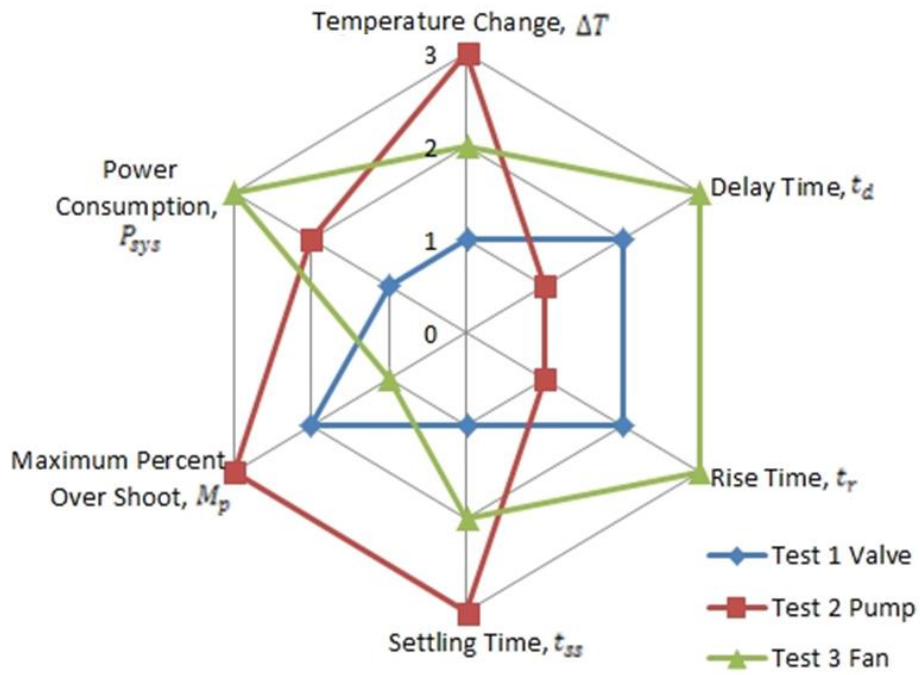 Temperature Change, ΔT
3
2
1
0
Delay Time, t_d
Rise Time, t_r
Settling Time, t_ss
Maximum Percent
Over Shoot, M_p
Power
Consumption,
P_sys
Test 1 Valve
Test 2 Pump
Test 3 Fan